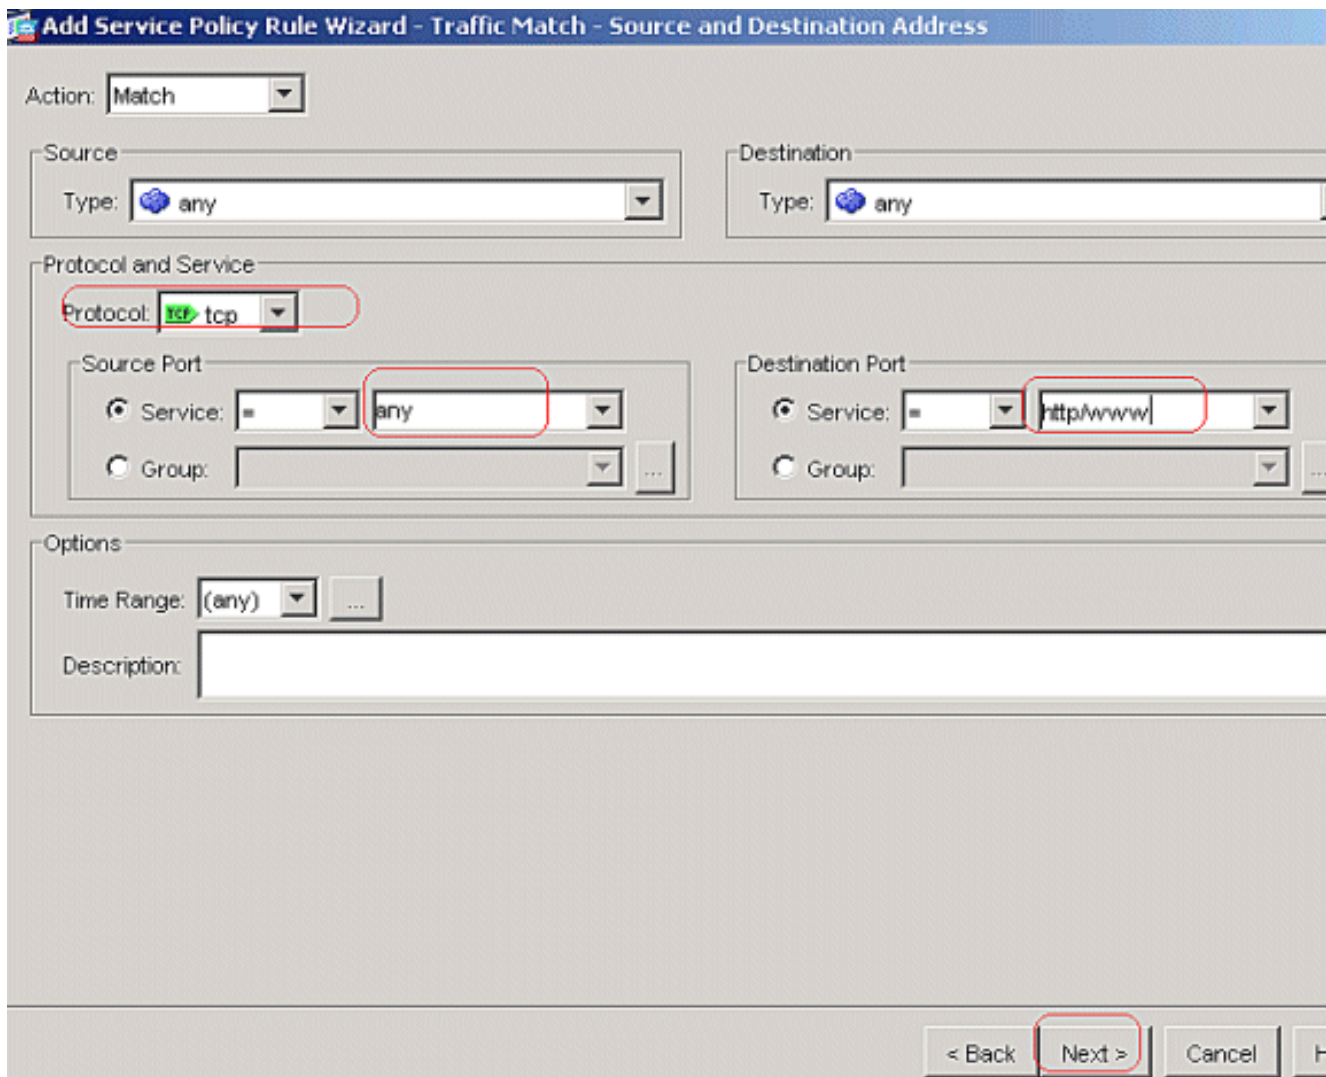 Add Service Policy Rule Wizard - Traffic Match - Source and Destination Address
Action: Match
Source
Type: any
Destination
Type: any
Protocol and Service
Protocol: TCP tcp
Source Port
Service: = any
Group: ...
Destination Port
Service: = http/www
Group: ...
Options
Time Range: (any) ...
Description:
< Back Next > Cancel H